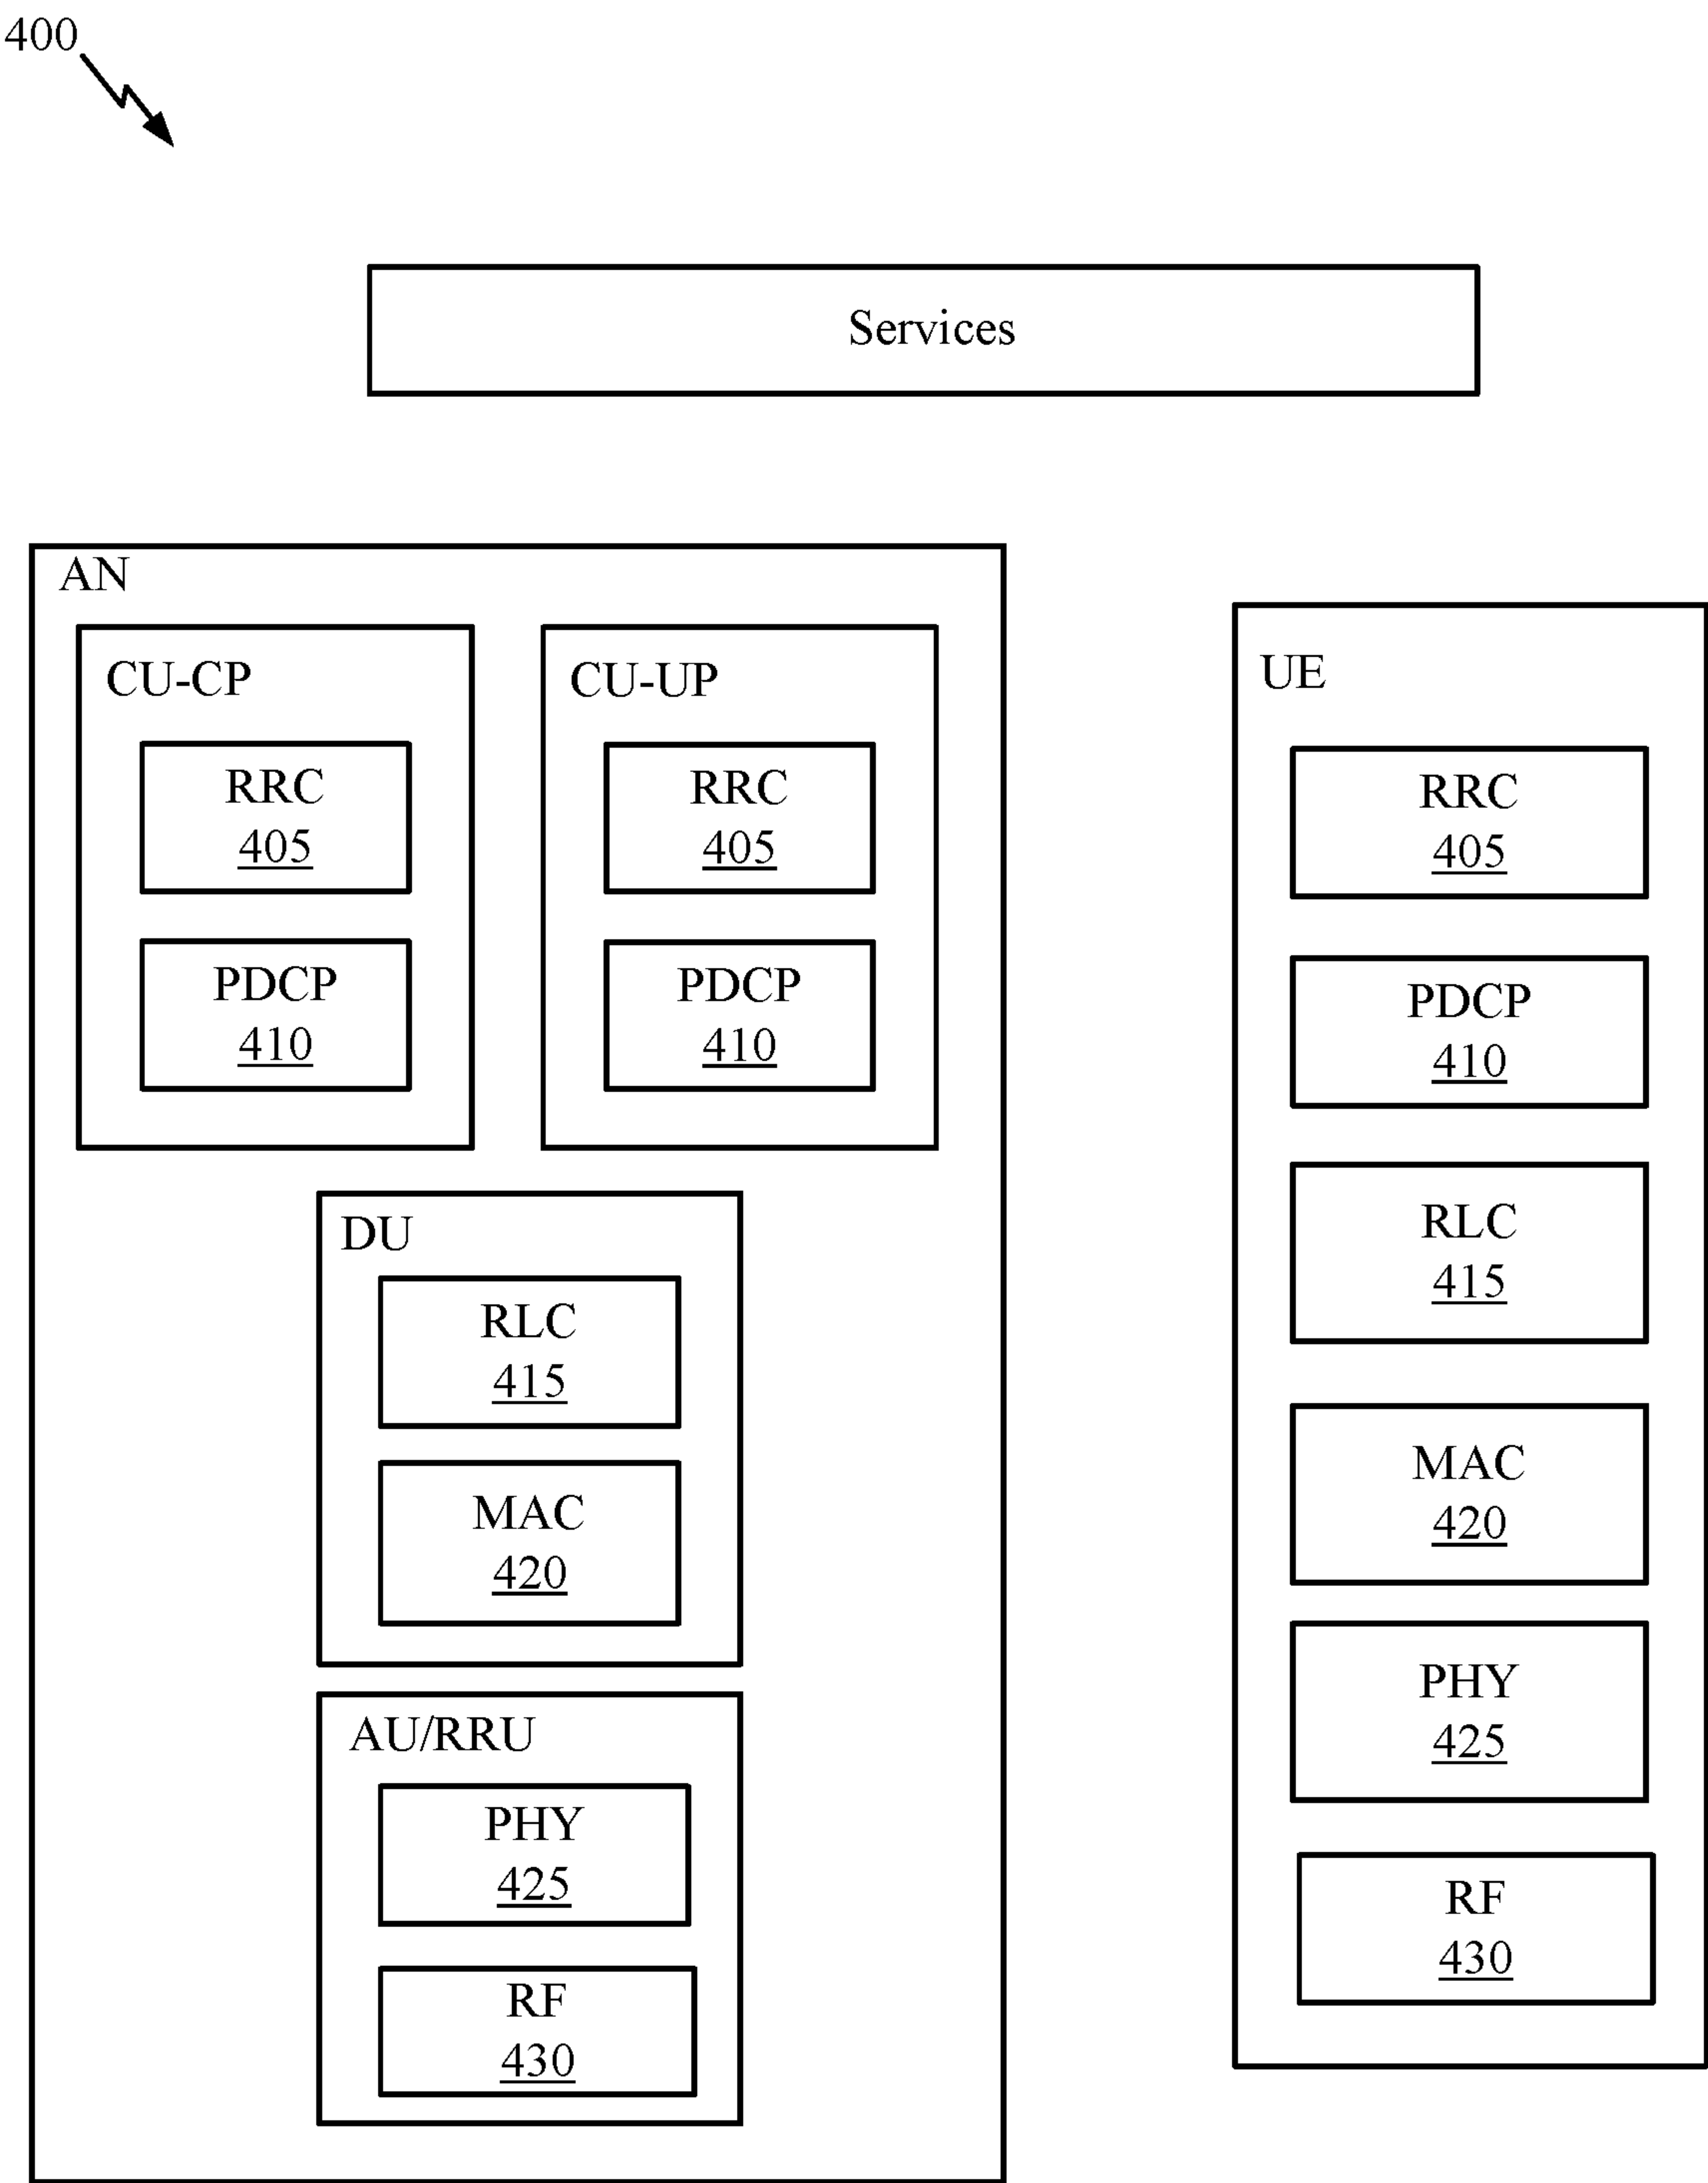 400
Services
AN
CU-CP
RRC
405
PDCP
410
CU-UP
RRC
405
PDCP
410
DU
RLC
415
MAC
420
AU/RRU
PHY
425
RF
430
UE
RRC
405
PDCP
410
RLC
415
MAC
420
PHY
425
RF
430